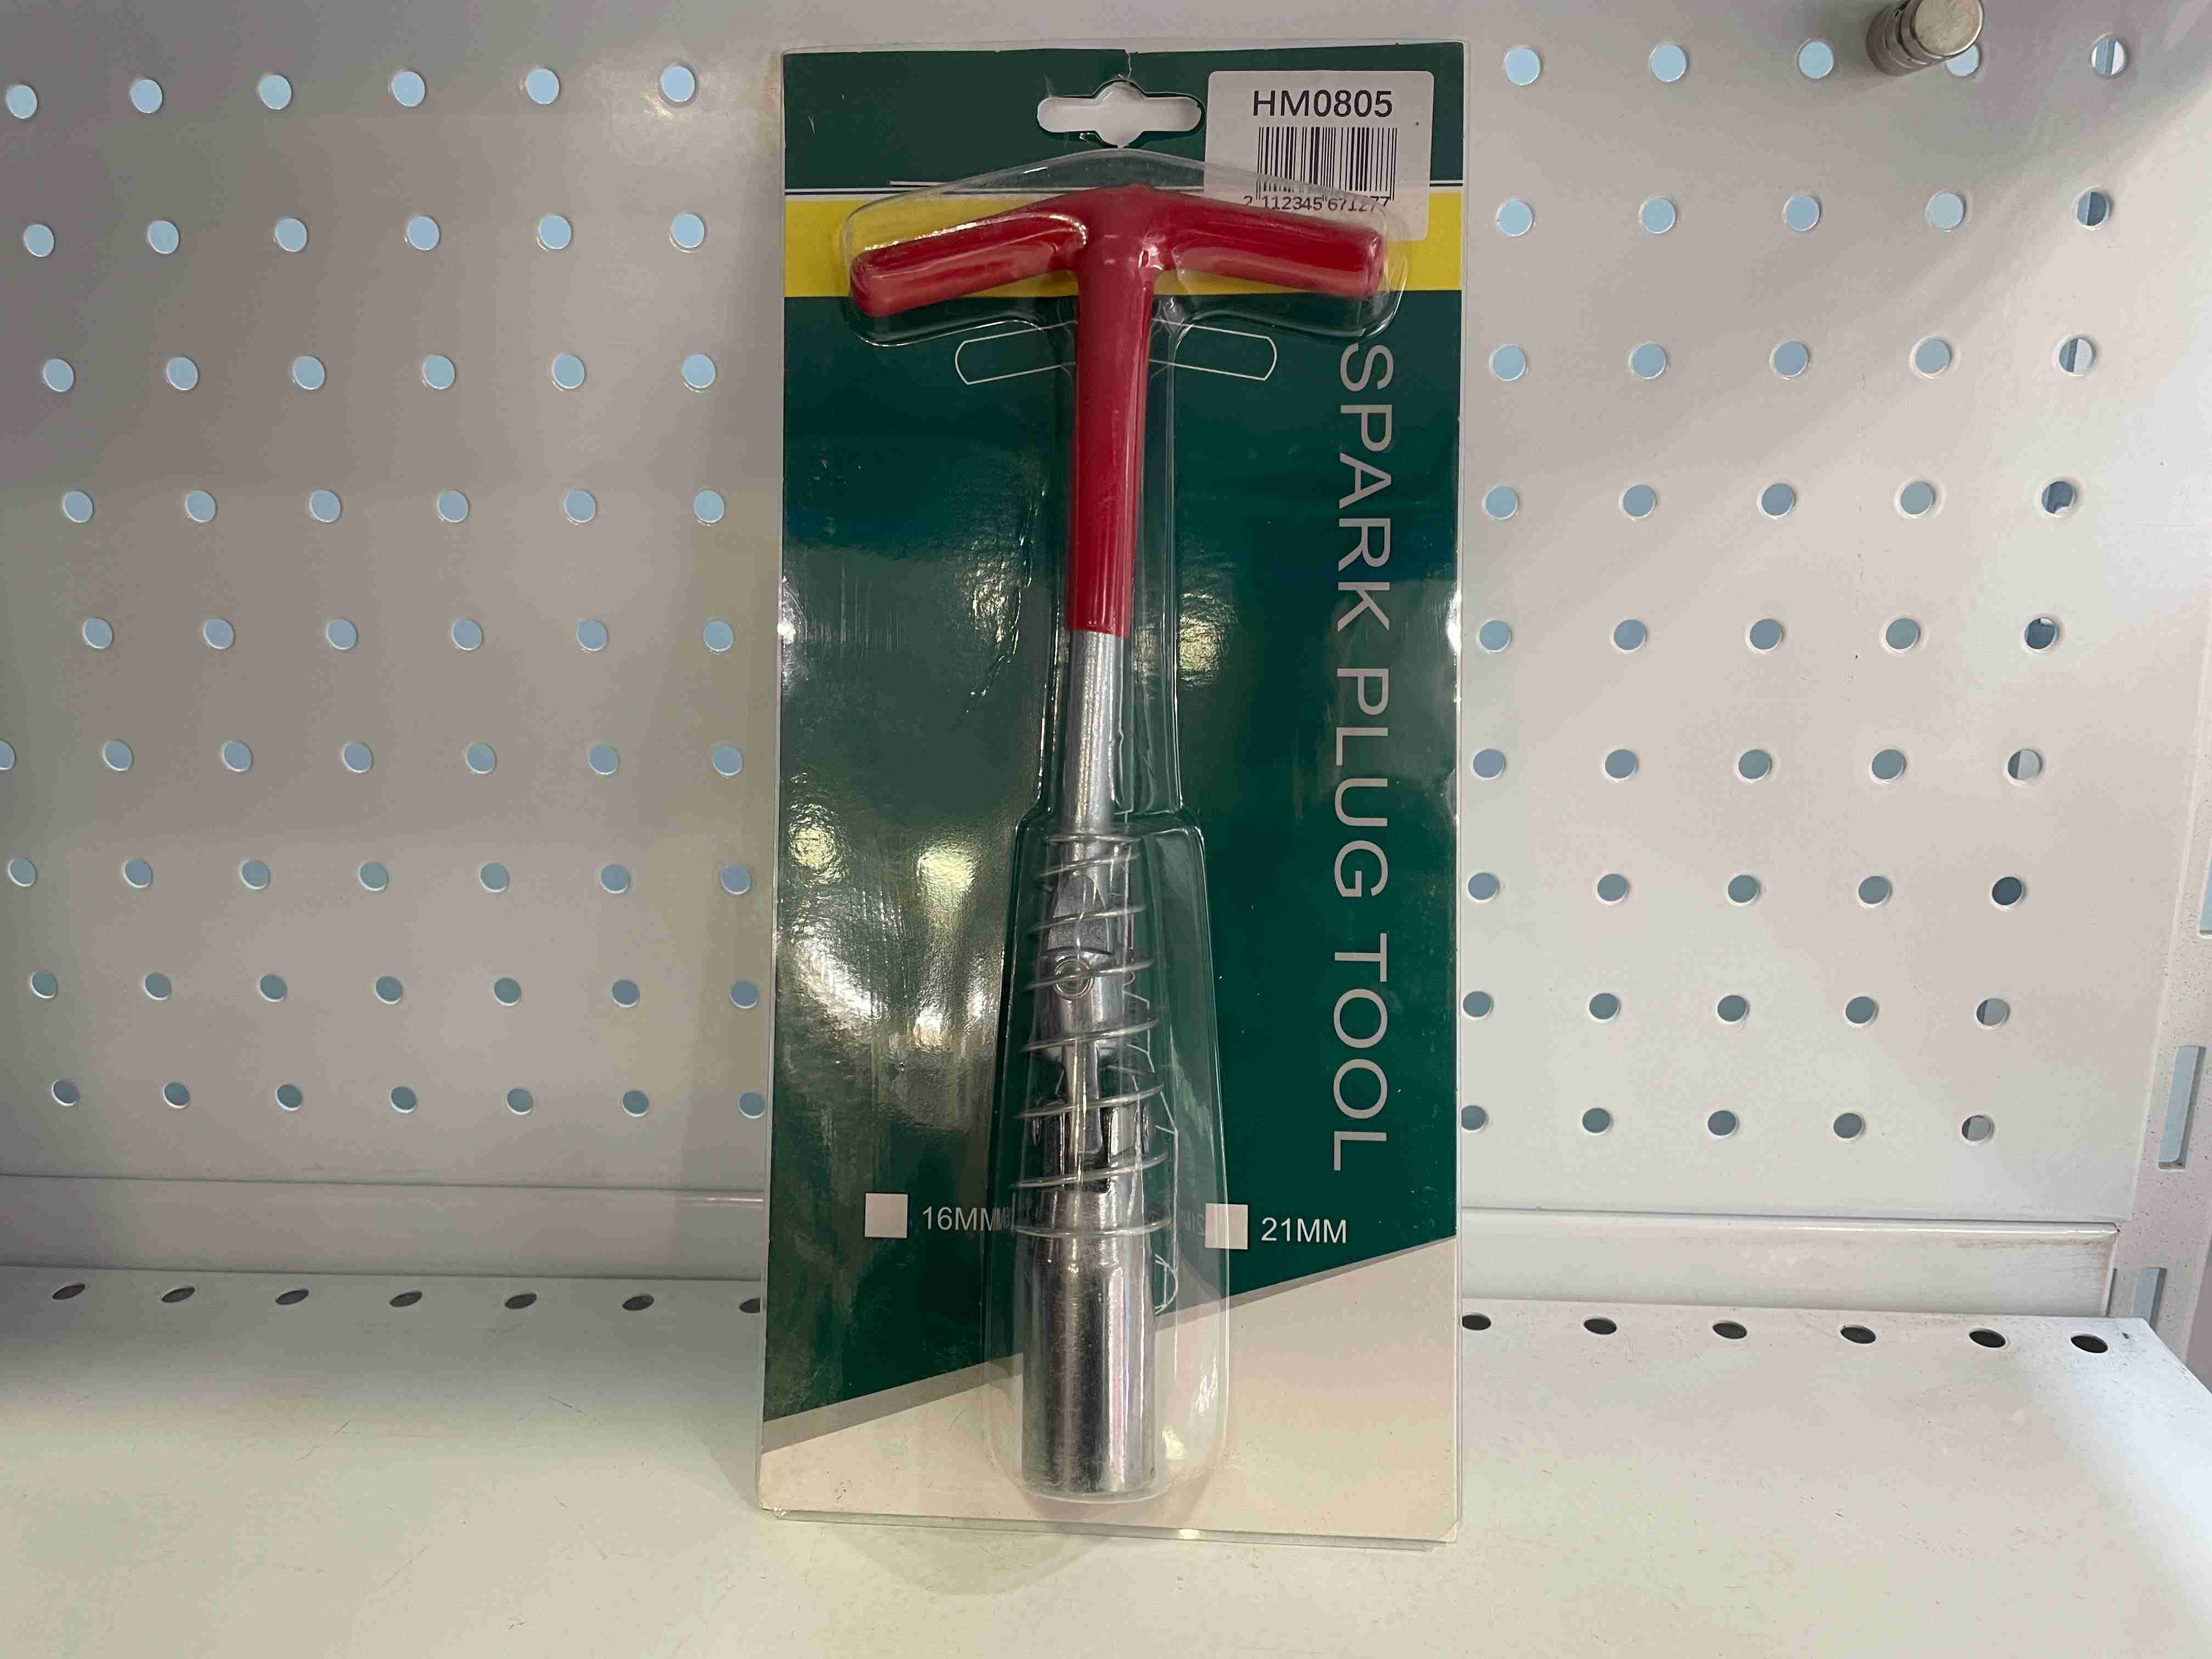 HM0805
2 112345 671277
SPARK PLUG TOOL
16MM
21MM